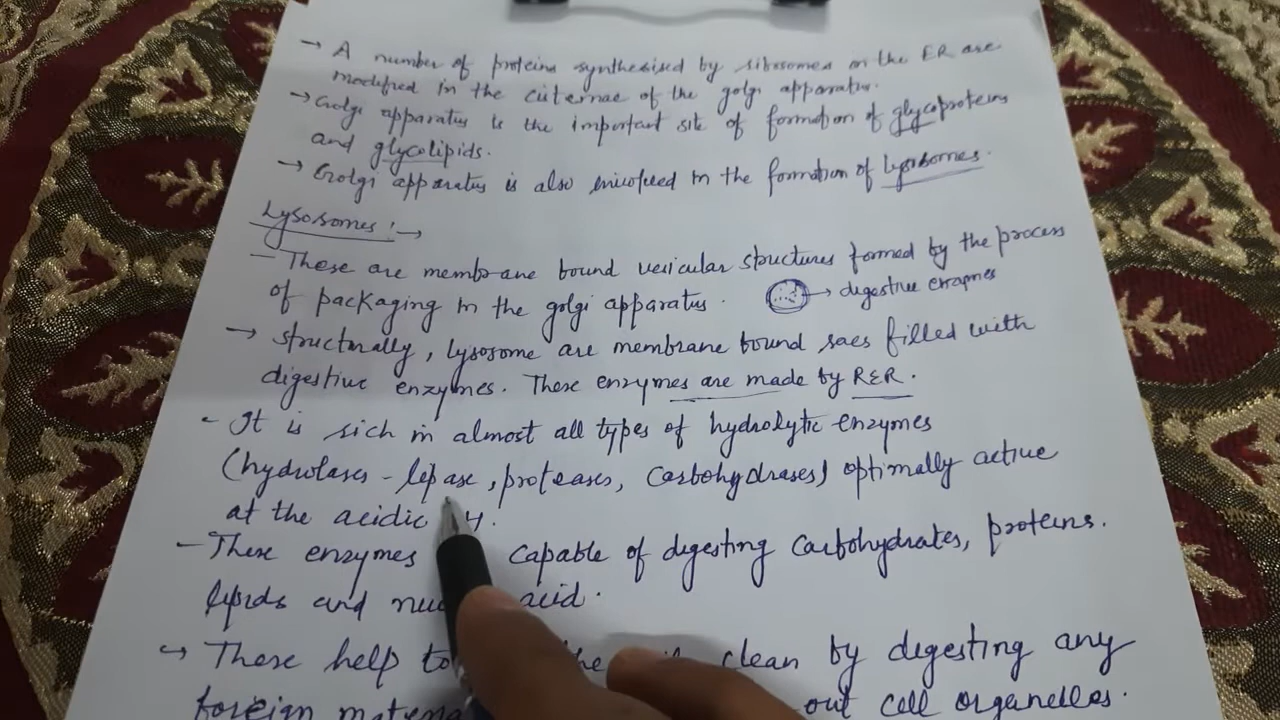 → A number of proteins synthesised by ribosomes on the ER are
modified in the cisternae of the golgi apparatus.
→ Golgi apparatus is the important site of formation of glycoproteins
and glycolipids.
→ Golgi apparatus is also involved in the formation of lysosomes.
Lysosomes :→
- These are membrane bound vesicular structures formed by the process
of packaging in the golgi apparatus. → digestive enzymes
→ structurally, lysosome are membrane bound sacs filled with
digestive enzymes. These enzymes are made by RER.
- It is rich in almost all types of hydrolytic enzymes
(hydrolases - lepase, proteases, carbohydrases) optimally active
at the acidic
- These enzymes capable of digesting carbohydrates, proteins.
lipids and acid.
→ These help to clean by digesting any
foreign out cell organelles.